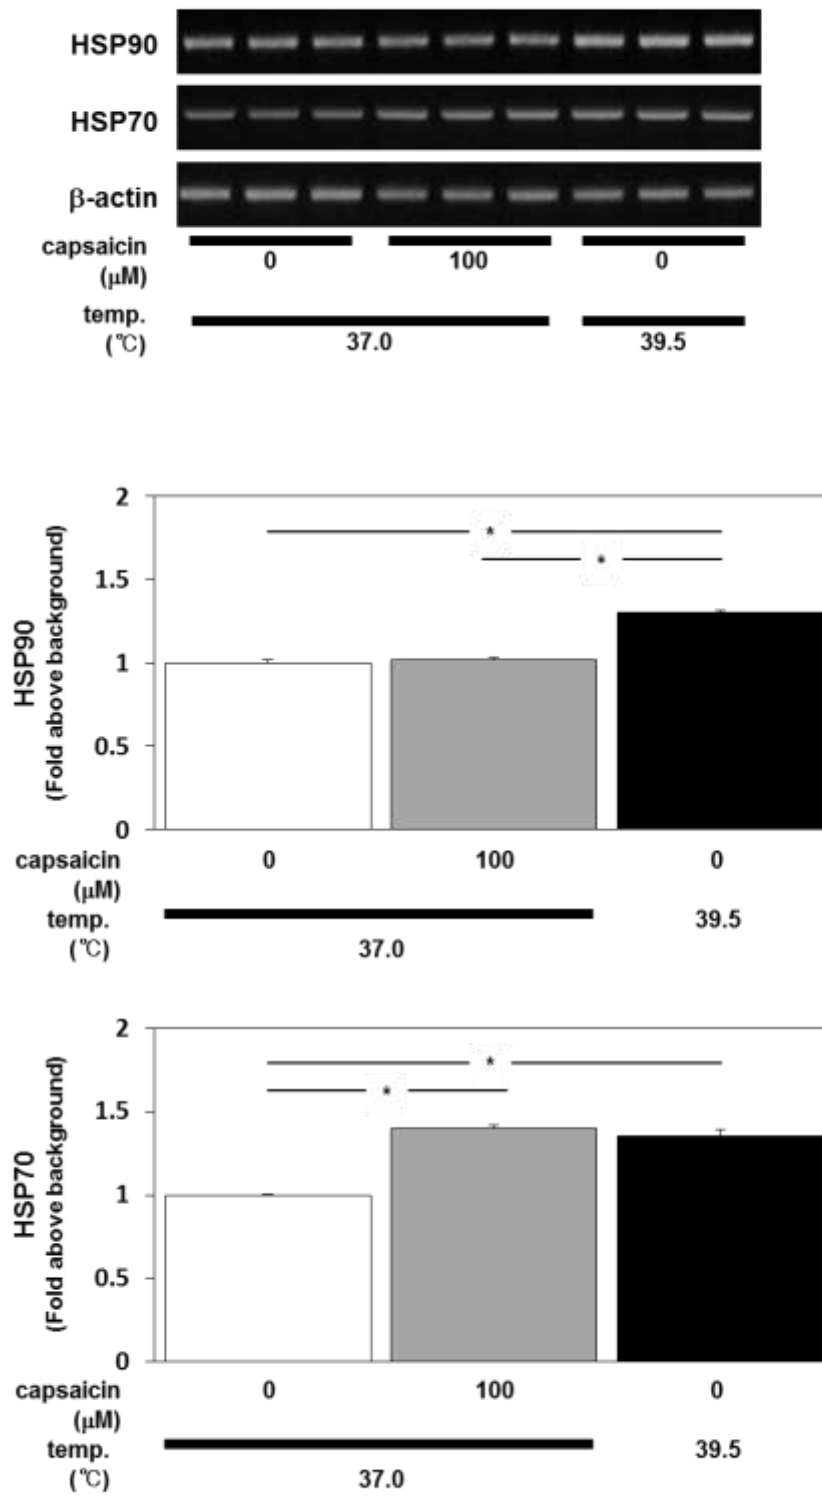 HSP90
HSP70
β-actin
capsaicin
(μM)
0 100 0
temp.
(℃)
37.0 39.5
2
1.5
1
0.5
0
HSP90
(Fold above background)
*
*
capsaicin
(μM)
0 100 0
temp.
(℃)
37.0 39.5
2
1.5
1
0.5
0
HSP70
(Fold above background)
*
*
capsaicin
(μM)
0 100 0
temp.
(℃)
37.0 39.5